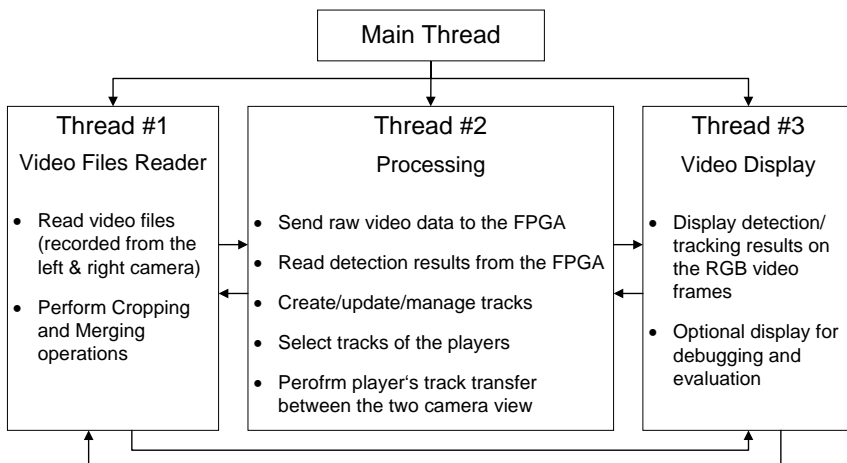 Main Thread
Thread #1
Video Files Reader
• Read video files
(recorded from the
left & right camera)
• Perform Cropping
and Merging
operations
Thread #2
Processing
• Send raw video data to the FPGA
• Read detection results from the FPGA
• Create/update/manage tracks
• Select tracks of the players
• Perofrm player‘s track transfer
between the two camera view
Thread #3
Video Display
• Display detection/
tracking results on
the RGB video
frames
• Optional display for
debugging and
evaluation